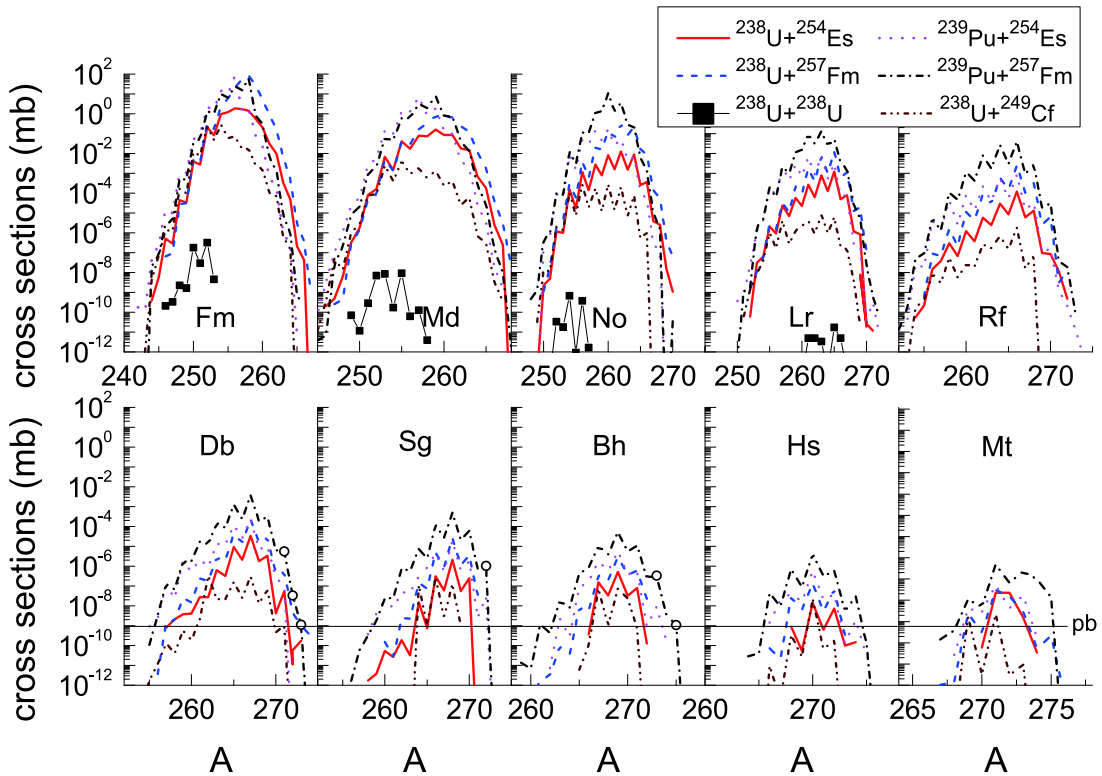 ²³⁸U+²⁵⁴Es ²³⁹Pu+²⁵⁴Es
²³⁸U+²⁵⁷Fm ²³⁹Pu+²⁵⁷Fm
²³⁸U+²³⁸U ²³⁸U+²⁴⁹Cf
cross sections (mb)
10²
10⁰
10⁻²
10⁻⁴
10⁻⁶
10⁻⁸
10⁻¹⁰
10⁻¹²
Fm Md No Lr Rf
240 250 260 250 260 250 260 270 250 260 270 260 270
cross sections (mb)
10²
10⁰
10⁻²
10⁻⁴
10⁻⁶
10⁻⁸
10⁻¹⁰
10⁻¹²
Db Sg Bh Hs Mt
pb
260 270 260 270 260 270 260 270 265 270 275
A A A A A